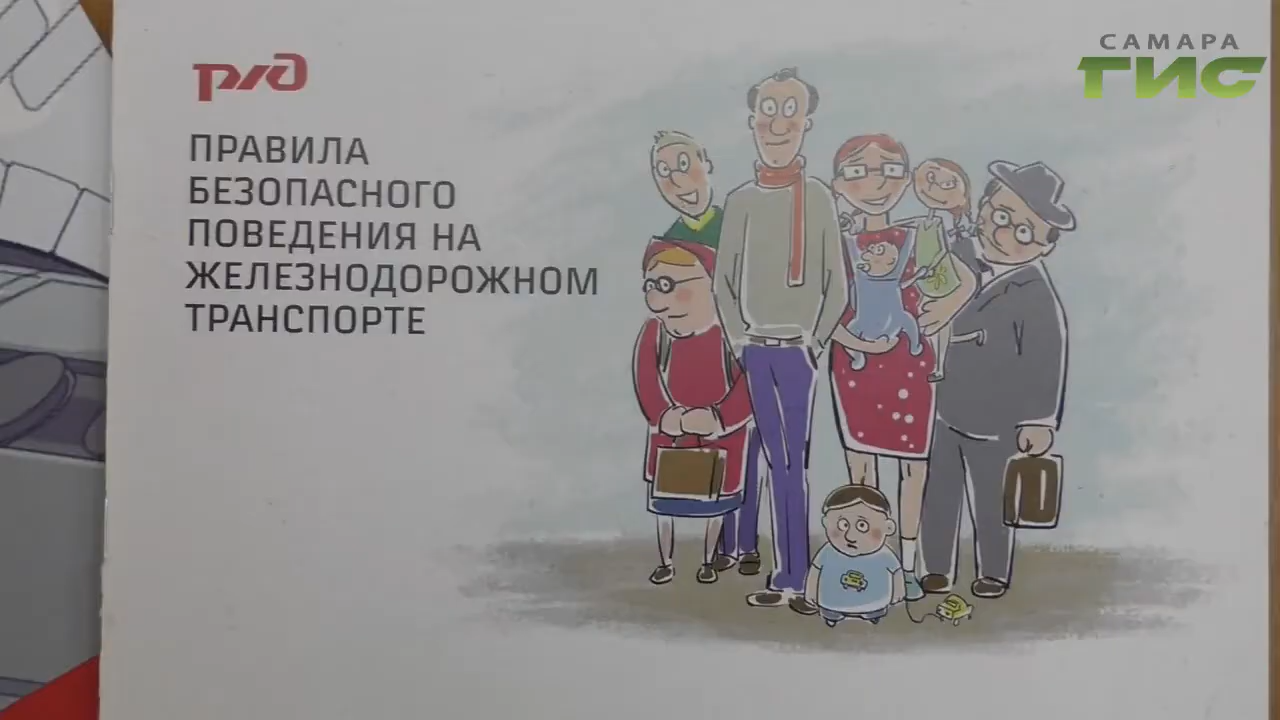 САМАРА
ГИС
РЖД
ПРАВИЛА
БЕЗОПАСНОГО
ПОВЕДЕНИЯ НА
ЖЕЛЕЗНОДОРОЖНОМ
ТРАНСПОРТЕ